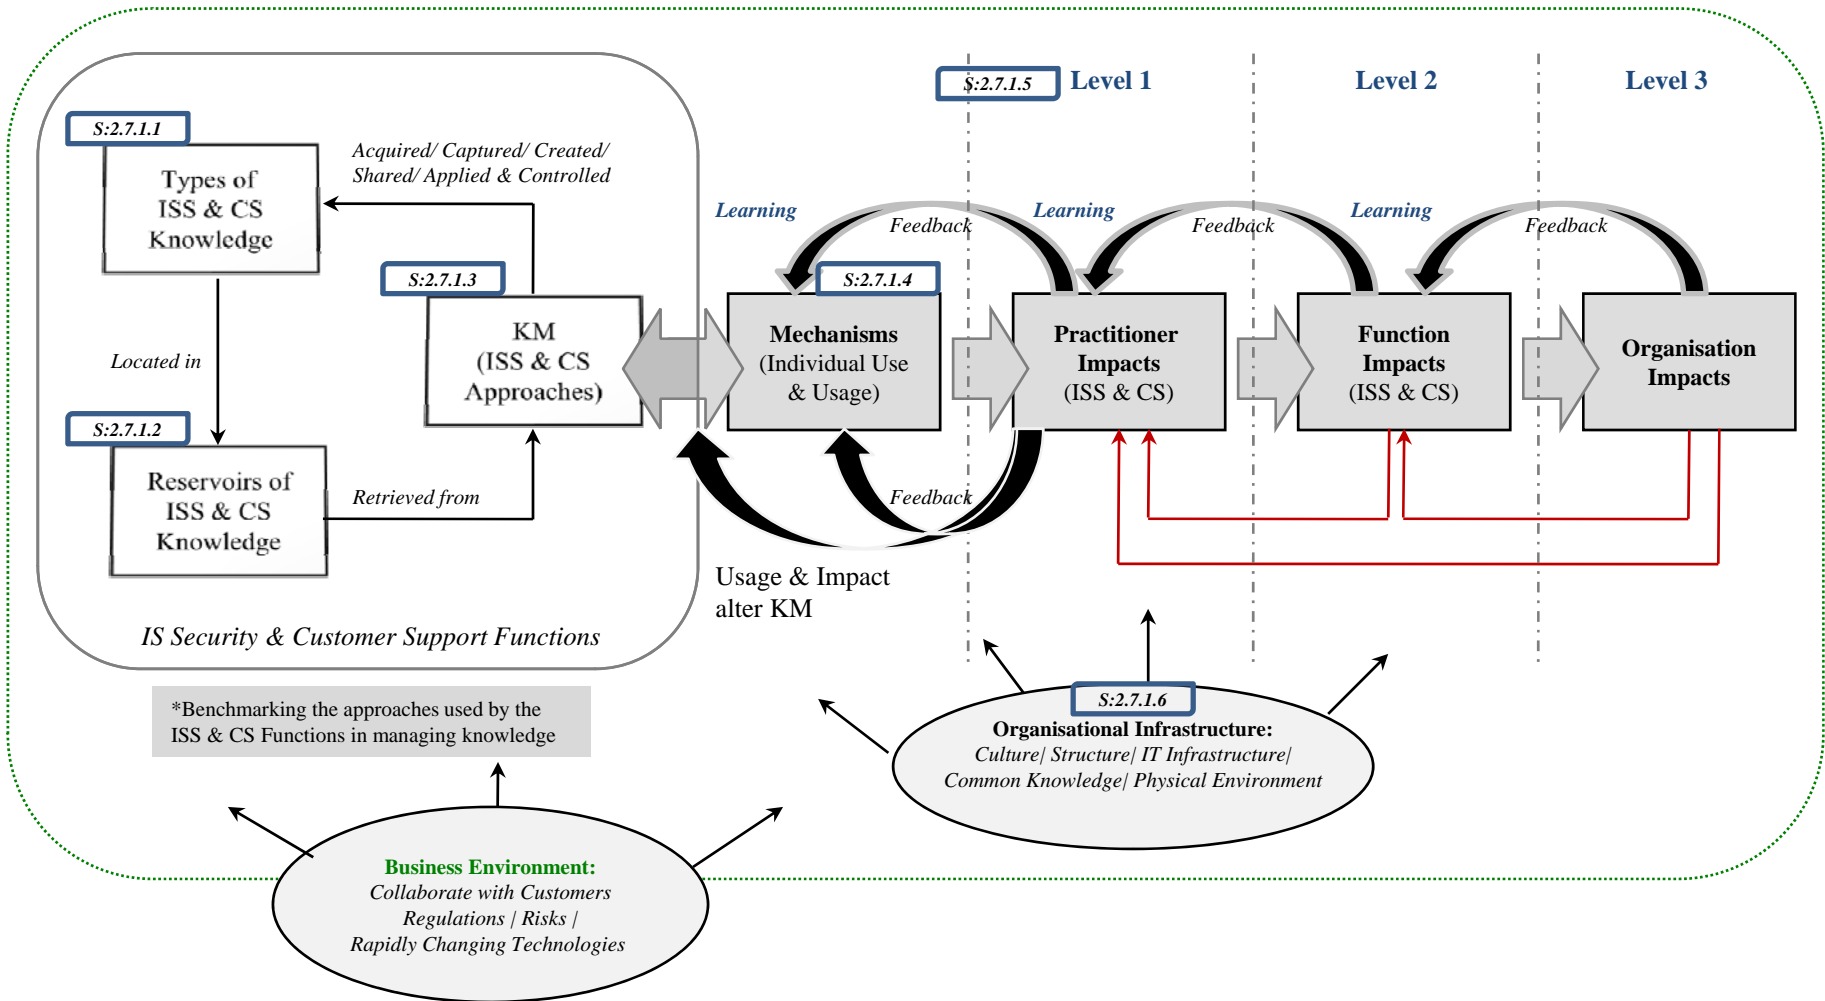 S:2.7.1.5
Level 1
Level 2
Level 3
S:2.7.1.1
Types of
ISS & CS
Knowledge
Acquired/ Captured/ Created/
Shared/ Applied & Controlled
S:2.7.1.3
KM
(ISS & CS
Approaches)
Located in
S:2.7.1.2
Reservoirs of
ISS & CS
Knowledge
Retrieved from
IS Security & Customer Support Functions
Learning
Feedback
Learning
Feedback
Learning
Feedback
S:2.7.1.4
Mechanisms
(Individual Use
& Usage)
Practitioner
Impacts
(ISS & CS)
Function
Impacts
(ISS & CS)
Organisation
Impacts
Feedback
Usage & Impact
alter KM
*Benchmarking the approaches used by the
ISS & CS Functions in managing knowledge
S:2.7.1.6
Organisational Infrastructure:
Culture| Structure| IT Infrastructure|
Common Knowledge| Physical Environment
Business Environment:
Collaborate with Customers
Regulations | Risks |
Rapidly Changing Technologies